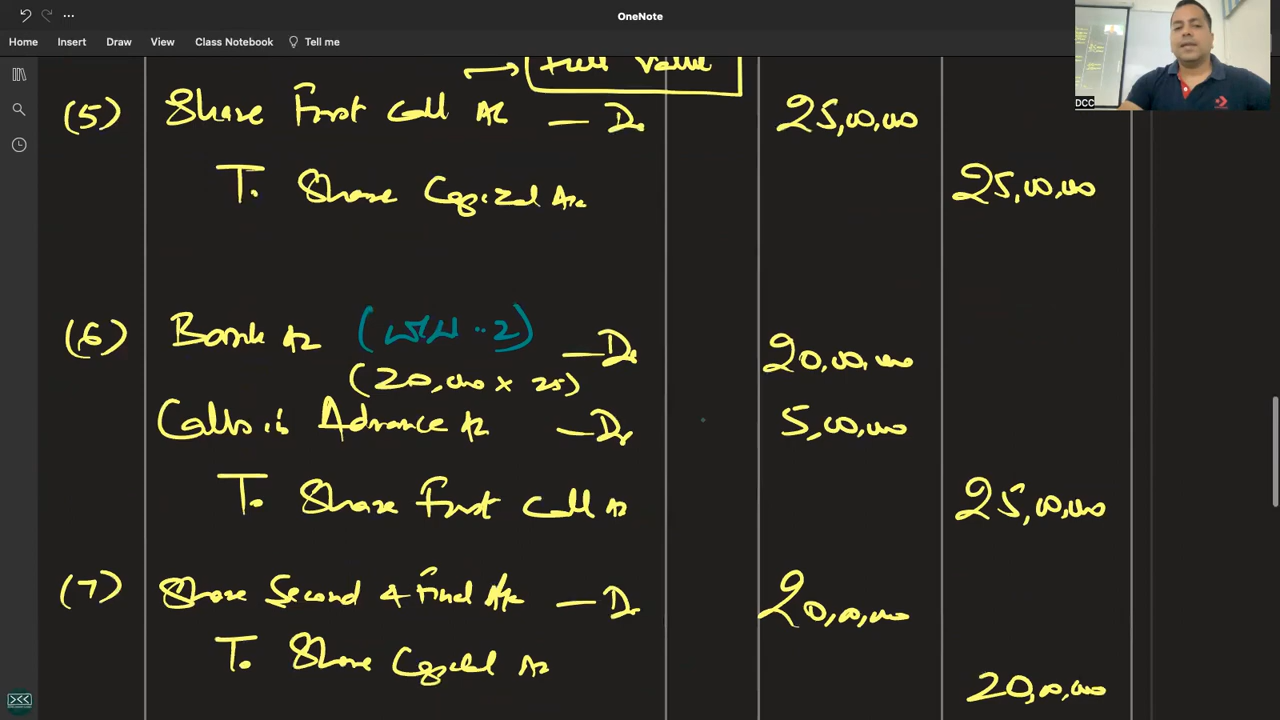 OneNote
Home Insert Draw View Class Notebook Tell me
DCC
Full Value
(5) Share First Call A/c — Dr 25,00,000
To Share Capital A/c 25,00,000
(6) Bank A/c (WN-2) — Dr 20,00,000
(20,000 x 25)
Calls in Advance A/c — Dr 5,00,000
To Share First Call A/c 25,00,000
(7) Share Second & Final A/c — Dr 20,00,000
To Share Capital A/c
20,00,000